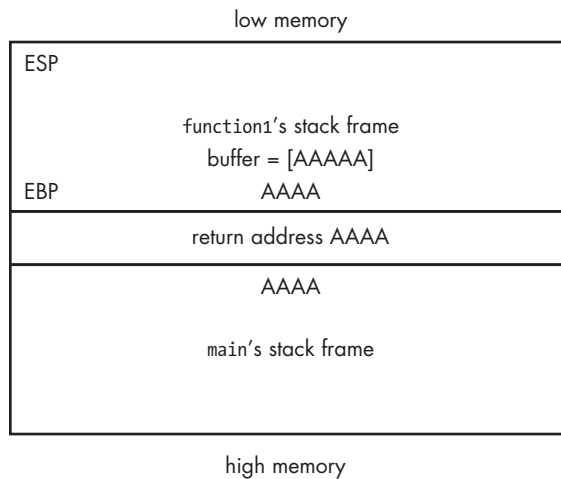 low memory
ESP
function1's stack frame
buffer = [AAAAA]
EBP AAAA
return address AAAA
AAAA
main's stack frame
high memory